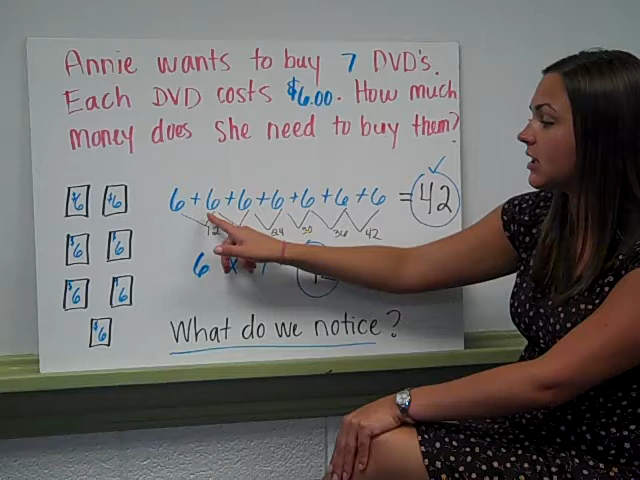 Annie wants to buy 7 DVD's.
Each DVD costs $6.00. How much
money does she need to buy them?
$6 $6
6+6+6+6+6+6+6 = 42
12 24 30 36 42
$6 $6
6 x
$6 $6
$6
What do we notice?